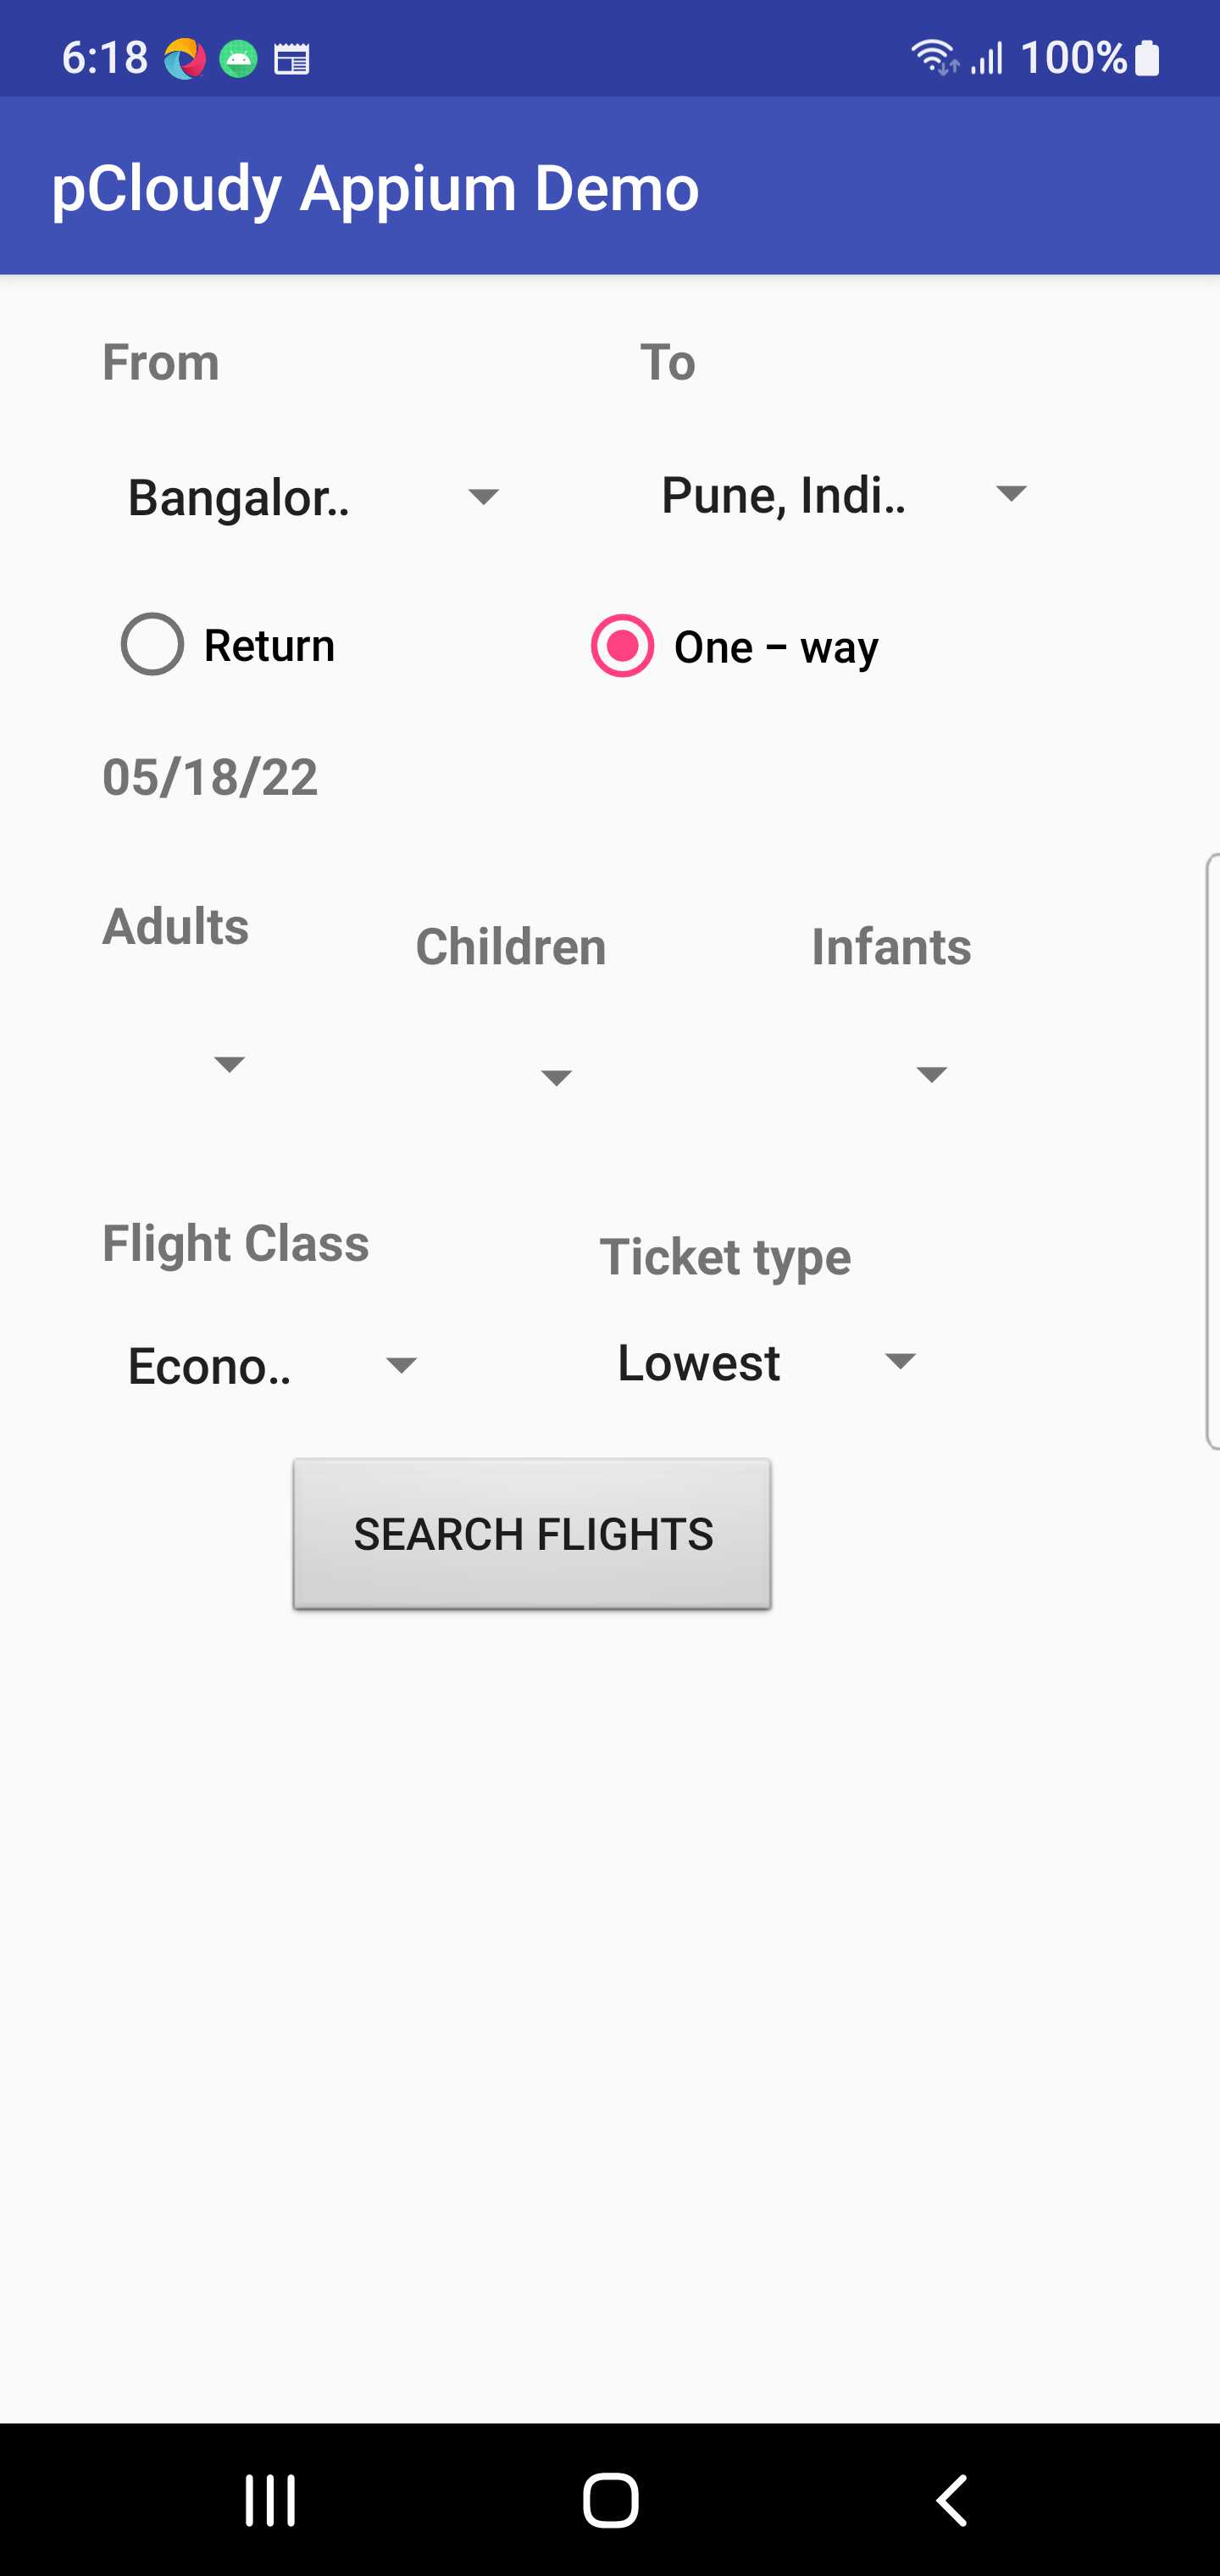 6:18 100%
pCloudy Appium Demo
From To
Bangalor.. Pune, Indi..
Return One - way
05/18/22
Adults Children Infants
Flight Class Ticket type
Econo.. Lowest
SEARCH FLIGHTS